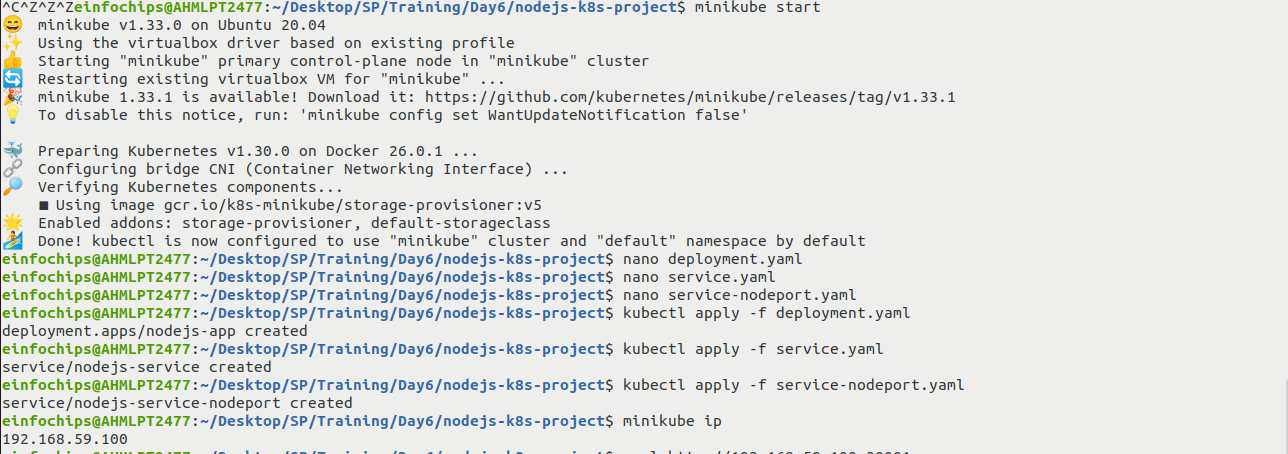 ^C^Z^Z^Zeinfochips@AHMLPT2477:~/Desktop/SP/Training/Day6/nodejs-k8s-project$ minikube start
😄  minikube v1.33.0 on Ubuntu 20.04
✨  Using the virtualbox driver based on existing profile
👍  Starting "minikube" primary control-plane node in "minikube" cluster
🔄  Restarting existing virtualbox VM for "minikube" ...
🎉  minikube 1.33.1 is available! Download it: https://github.com/kubernetes/minikube/releases/tag/v1.33.1
💡  To disable this notice, run: 'minikube config set WantUpdateNotification false'
🐳  Preparing Kubernetes v1.30.0 on Docker 26.0.1 ...
🔗  Configuring bridge CNI (Container Networking Interface) ...
🔎  Verifying Kubernetes components...
    ■ Using image gcr.io/k8s-minikube/storage-provisioner:v5
🌟  Enabled addons: storage-provisioner, default-storageclass
🏄  Done! kubectl is now configured to use "minikube" cluster and "default" namespace by default
einfochips@AHMLPT2477:~/Desktop/SP/Training/Day6/nodejs-k8s-project$ nano deployment.yaml
einfochips@AHMLPT2477:~/Desktop/SP/Training/Day6/nodejs-k8s-project$ nano service.yaml
einfochips@AHMLPT2477:~/Desktop/SP/Training/Day6/nodejs-k8s-project$ nano service-nodeport.yaml
einfochips@AHMLPT2477:~/Desktop/SP/Training/Day6/nodejs-k8s-project$ kubectl apply -f deployment.yaml
deployment.apps/nodejs-app created
einfochips@AHMLPT2477:~/Desktop/SP/Training/Day6/nodejs-k8s-project$ kubectl apply -f service.yaml
service/nodejs-service created
einfochips@AHMLPT2477:~/Desktop/SP/Training/Day6/nodejs-k8s-project$ kubectl apply -f service-nodeport.yaml
service/nodejs-service-nodeport created
einfochips@AHMLPT2477:~/Desktop/SP/Training/Day6/nodejs-k8s-project$ minikube ip
192.168.59.100